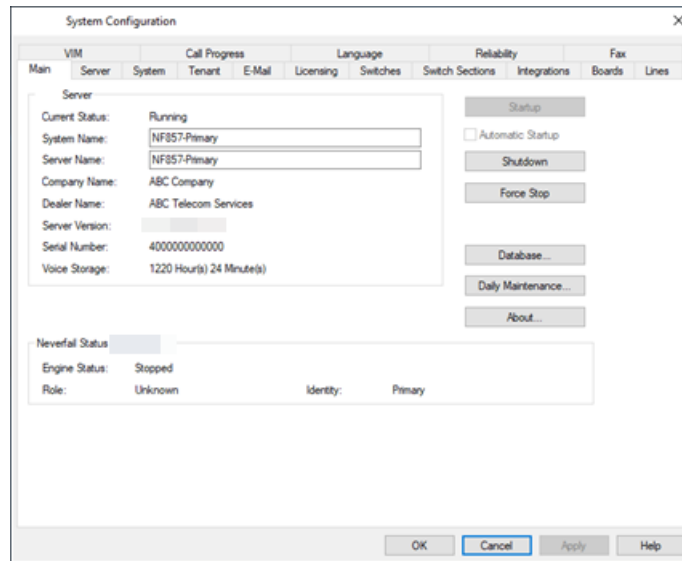 System Configuration
VIM Call Progress Language Reliability Fax
Main Server System Tenant E-Mail Licensing Switches Switch Sections Integrations Boards Lines
Server
Current Status: Running
System Name: NF857-Primary
Server Name: NF857-Primary
Company Name: ABC Company
Dealer Name: ABC Telecom Services
Server Version:
Serial Number: 4000000000000
Voice Storage: 1220 Hour(s) 24 Minute(s)
Startup
Automatic Startup
Shutdown
Force Stop
Database...
Daily Maintenance...
About...
Neverfail Status
Engine Status: Stopped
Role: Unknown Identity: Primary
OK Cancel Apply Help